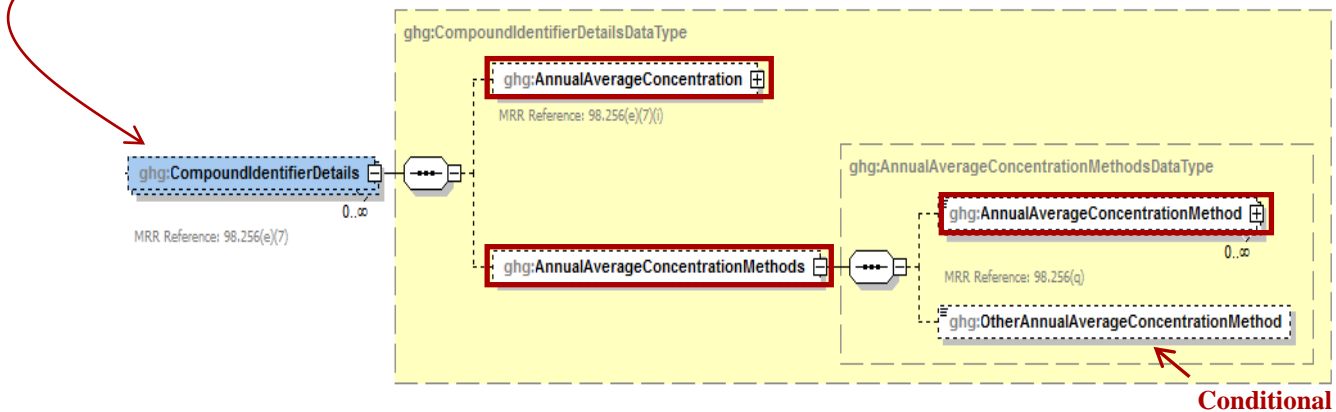 ghg:CompoundIdentifierDetailsDataType
ghg:AnnualAverageConcentration
MRR Reference: 98.256(e)(7)(i)
ghg:CompoundIdentifierDetails
0..∞
MRR Reference: 98.256(e)(7)
ghg:AnnualAverageConcentrationMethods
ghg:AnnualAverageConcentrationMethodsDataType
ghg:AnnualAverageConcentrationMethod
0..∞
MRR Reference: 98.256(q)
ghg:OtherAnnualAverageConcentrationMethod
Conditional